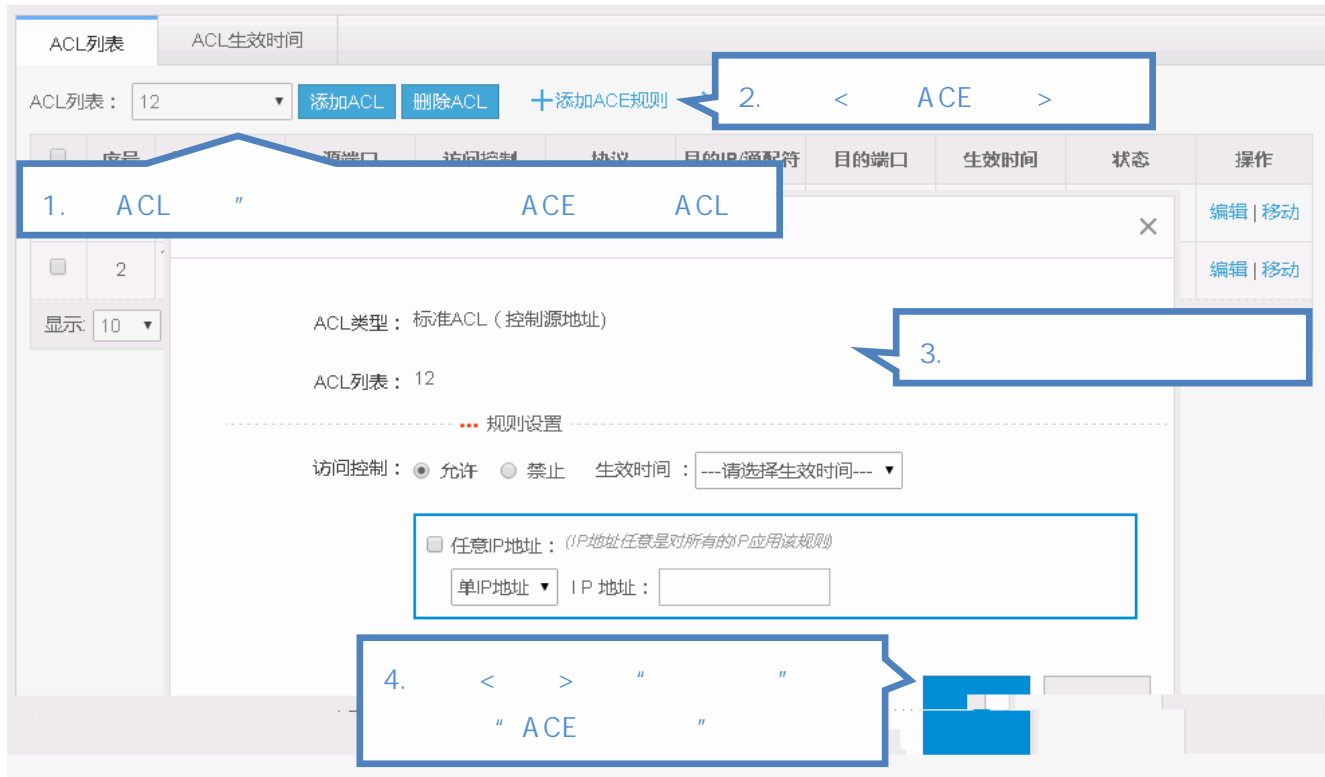 ACL列表 ACL生效时间
ACL列表： 12 添加ACL 删除ACL 添加ACE规则
2. < ACE >
序号 源端口 访问控制 协议 目的IP/通配符 目的端口 生效时间 状态 操作
1. ACL ” ACE ACL
编辑 | 移动
2 编辑 | 移动
显示: 10
ACL类型： 标准ACL（控制源地址)
3.
ACL列表： 12
规则设置
访问控制： 允许 禁止 生效时间 ： ---请选择生效时间---
任意IP地址： (IP地址任意是对所有的IP应用该规则)
单IP地址 IP 地址：
4. < > “ ”
“ ACE ”